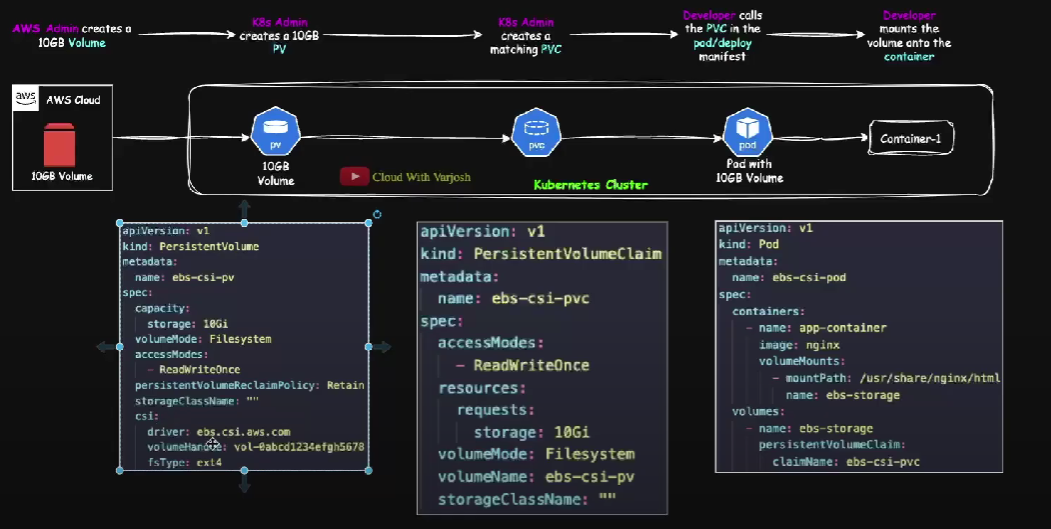 AWS Admin creates a
10GB Volume
K8s Admin
creates a 10GB
PV
K8s Admin
creates a
matching PVC
Developer calls
the PVC in the
pod/deploy
manifest
Developer
mounts the
volume onto the
container
aws
AWS Cloud
10GB Volume
pv
10GB
Volume
Cloud With Varjosh
pvc
Kubernetes Cluster
pod
Pod with
10GB Volume
Container-1
apiVersion: v1
kind: PersistentVolume
metadata:
name: ebs-csi-pv
spec:
capacity:
storage: 10Gi
volumeMode: Filesystem
accessModes:
- ReadWriteOnce
persistentVolumeReclaimPolicy: Retain
storageClassName: ""
csi:
driver: ebs.csi.aws.com
volumeHandle: vol-0abcd1234efgh5678
fsType: ext4
apiVersion: v1
kind: PersistentVolumeClaim
metadata:
name: ebs-csi-pvc
spec:
accessModes:
- ReadWriteOnce
resources:
requests:
storage: 10Gi
volumeMode: Filesystem
volumeName: ebs-csi-pv
storageClassName: ""
apiVersion: v1
kind: Pod
metadata:
name: ebs-csi-pod
spec:
containers:
- name: app-container
image: nginx
volumeMounts:
- mountPath: /usr/share/nginx/html
name: ebs-storage
volumes:
- name: ebs-storage
persistentVolumeClaim:
claimName: ebs-csi-pvc